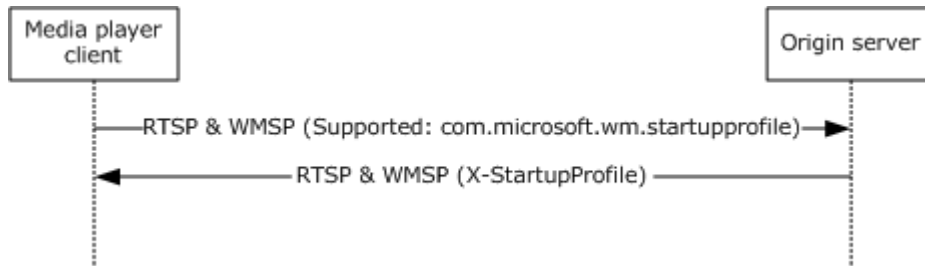 Media player
client
Origin server
RTSP & WMSP (Supported: com.microsoft.wm.startupprofile)
RTSP & WMSP (X-StartupProfile)